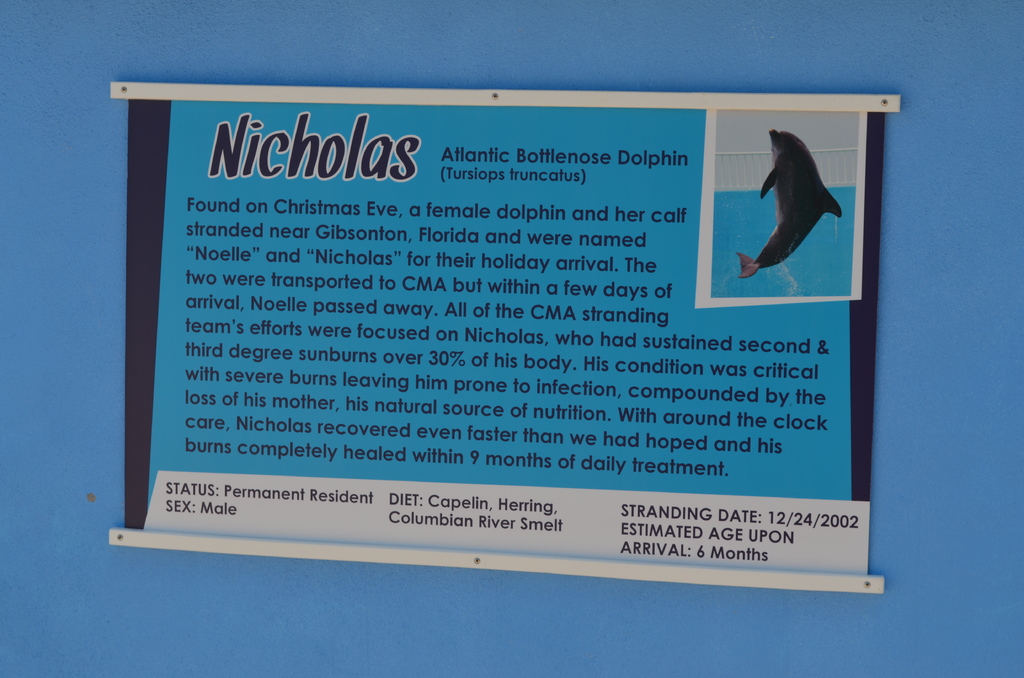 Nicholas
Atlantic Bottlenose Dolphin
(Tursiops truncatus)
Found on Christmas Eve, a female dolphin and her calf
stranded near Gibsonton, Florida and were named
“Noelle” and “Nicholas” for their holiday arrival. The
two were transported to CMA but within a few days of
arrival, Noelle passed away. All of the CMA stranding
team's efforts were focused on Nicholas, who had sustained second &
third degree sunburns over 30% of his body. His condition was critical
with severe burns leaving him prone to infection, compounded by the
loss of his mother, his natural source of nutrition. With around the clock
care, Nicholas recovered even faster than we had hoped and his
burns completely healed within 9 months of daily treatment.
STATUS: Permanent Resident
SEX: Male
DIET: Capelin, Herring,
Columbian River Smelt
STRANDING DATE: 12/24/2002
ESTIMATED AGE UPON
ARRIVAL: 6 Months